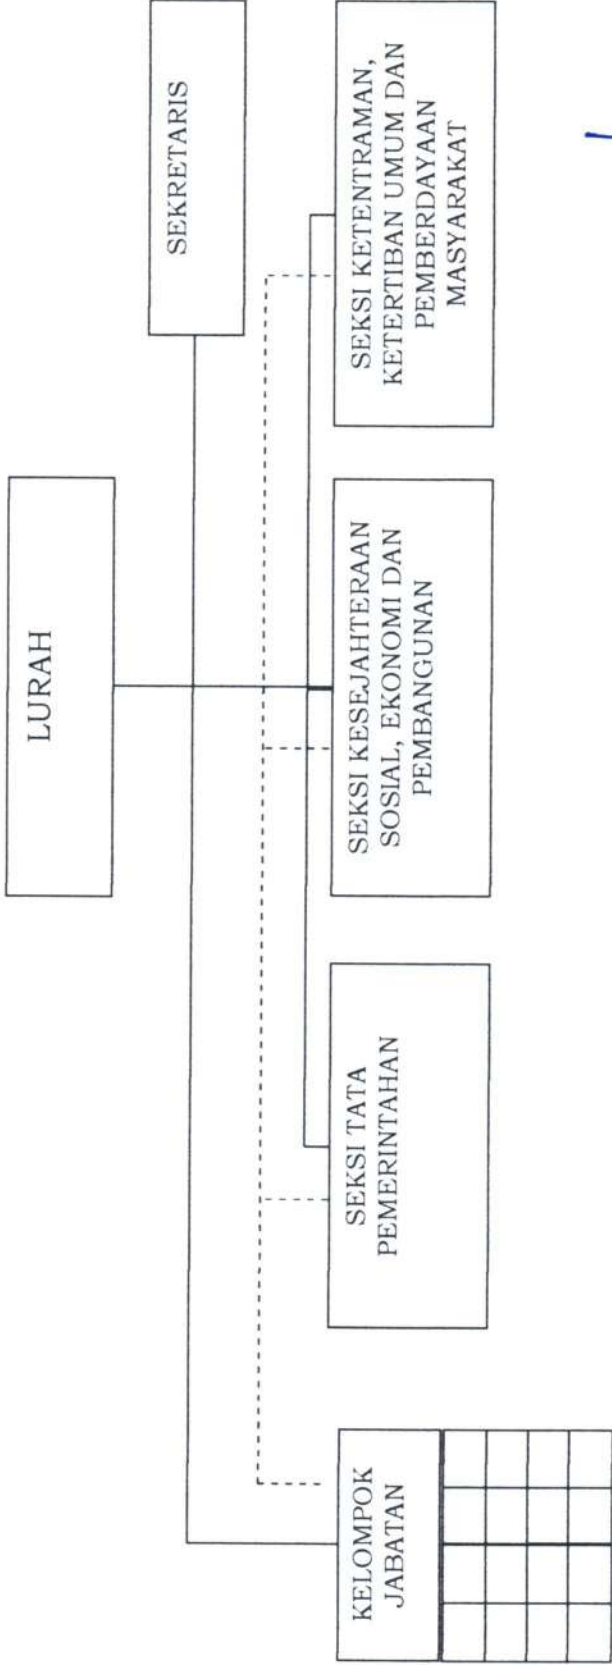 LURAH
SEKRETARIS
KELOMPOK
JABATAN
SEKSI TATA
PEMERINTAHAN
SEKSI KESEJAHTERAAN
SOSIAL, EKONOMI DAN
PEMBANGUNAN
SEKSI KETENTRAMAN,
KETERTIBAN UMUM DAN
PEMBERDAYAAN
MASYARAKAT